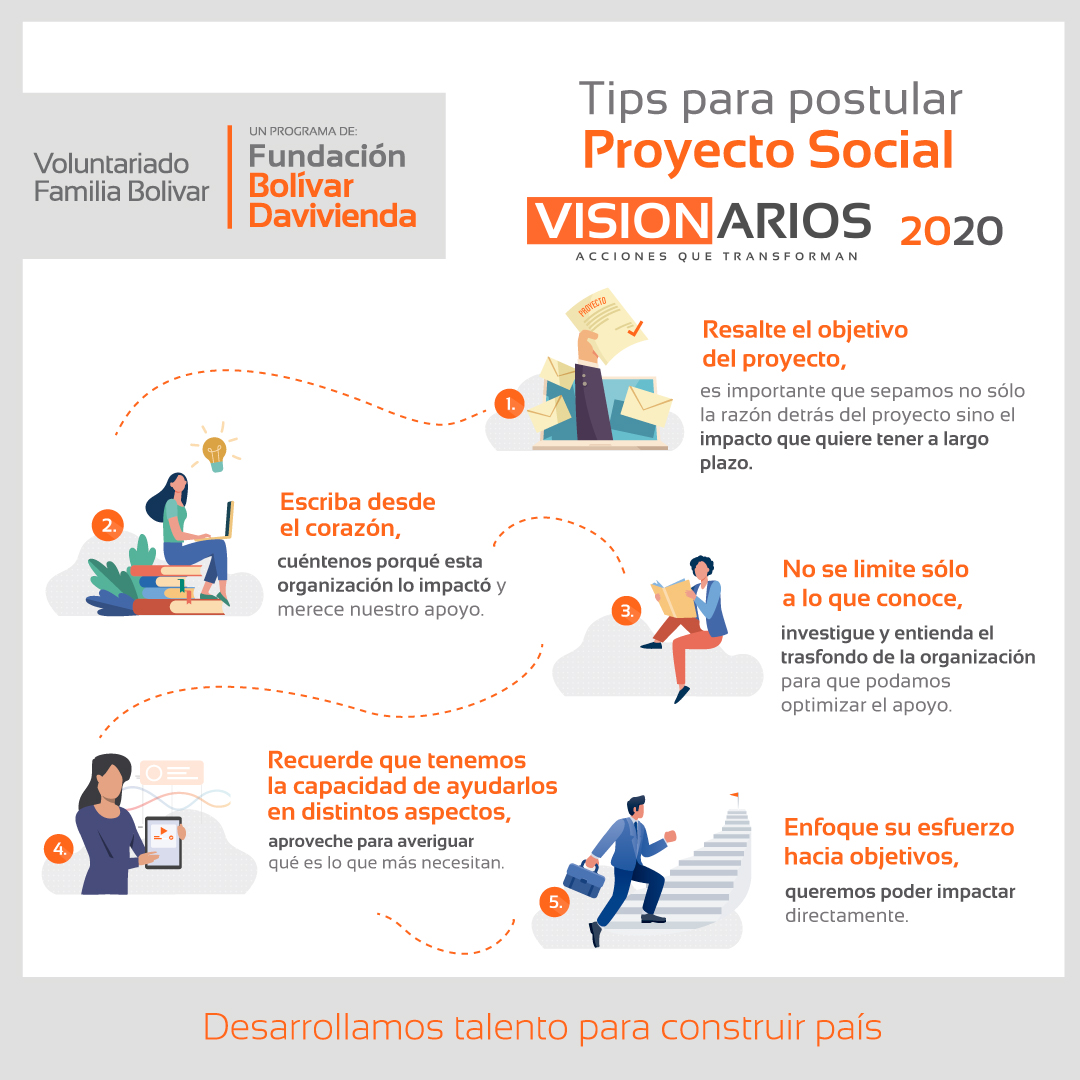 Voluntariado
Familia Bolivar
UN PROGRAMA DE:
Fundación
Bolívar
Davivienda
Tips para postular
Proyecto Social
VISIONARIOS 2020
ACCIONES QUE TRANSFORMAN
PROYECTO
1.
Resalte el objetivo
del proyecto,
es importante que sepamos no sólo
la razón detrás del proyecto sino el
impacto que quiere tener a largo
plazo.
2.
Escriba desde
el corazón,
cuéntenos porqué esta
organización lo impactó y
merece nuestro apoyo.
3.
No se limite sólo
a lo que conoce,
investigue y entienda el
trasfondo de la organización
para que podamos
optimizar el apoyo.
4.
Recuerde que tenemos
la capacidad de ayudarlos
en distintos aspectos,
aproveche para averiguar
qué es lo que más necesitan.
5.
Enfoque su esfuerzo
hacia objetivos,
queremos poder impactar
directamente.
Desarrollamos talento para construir país